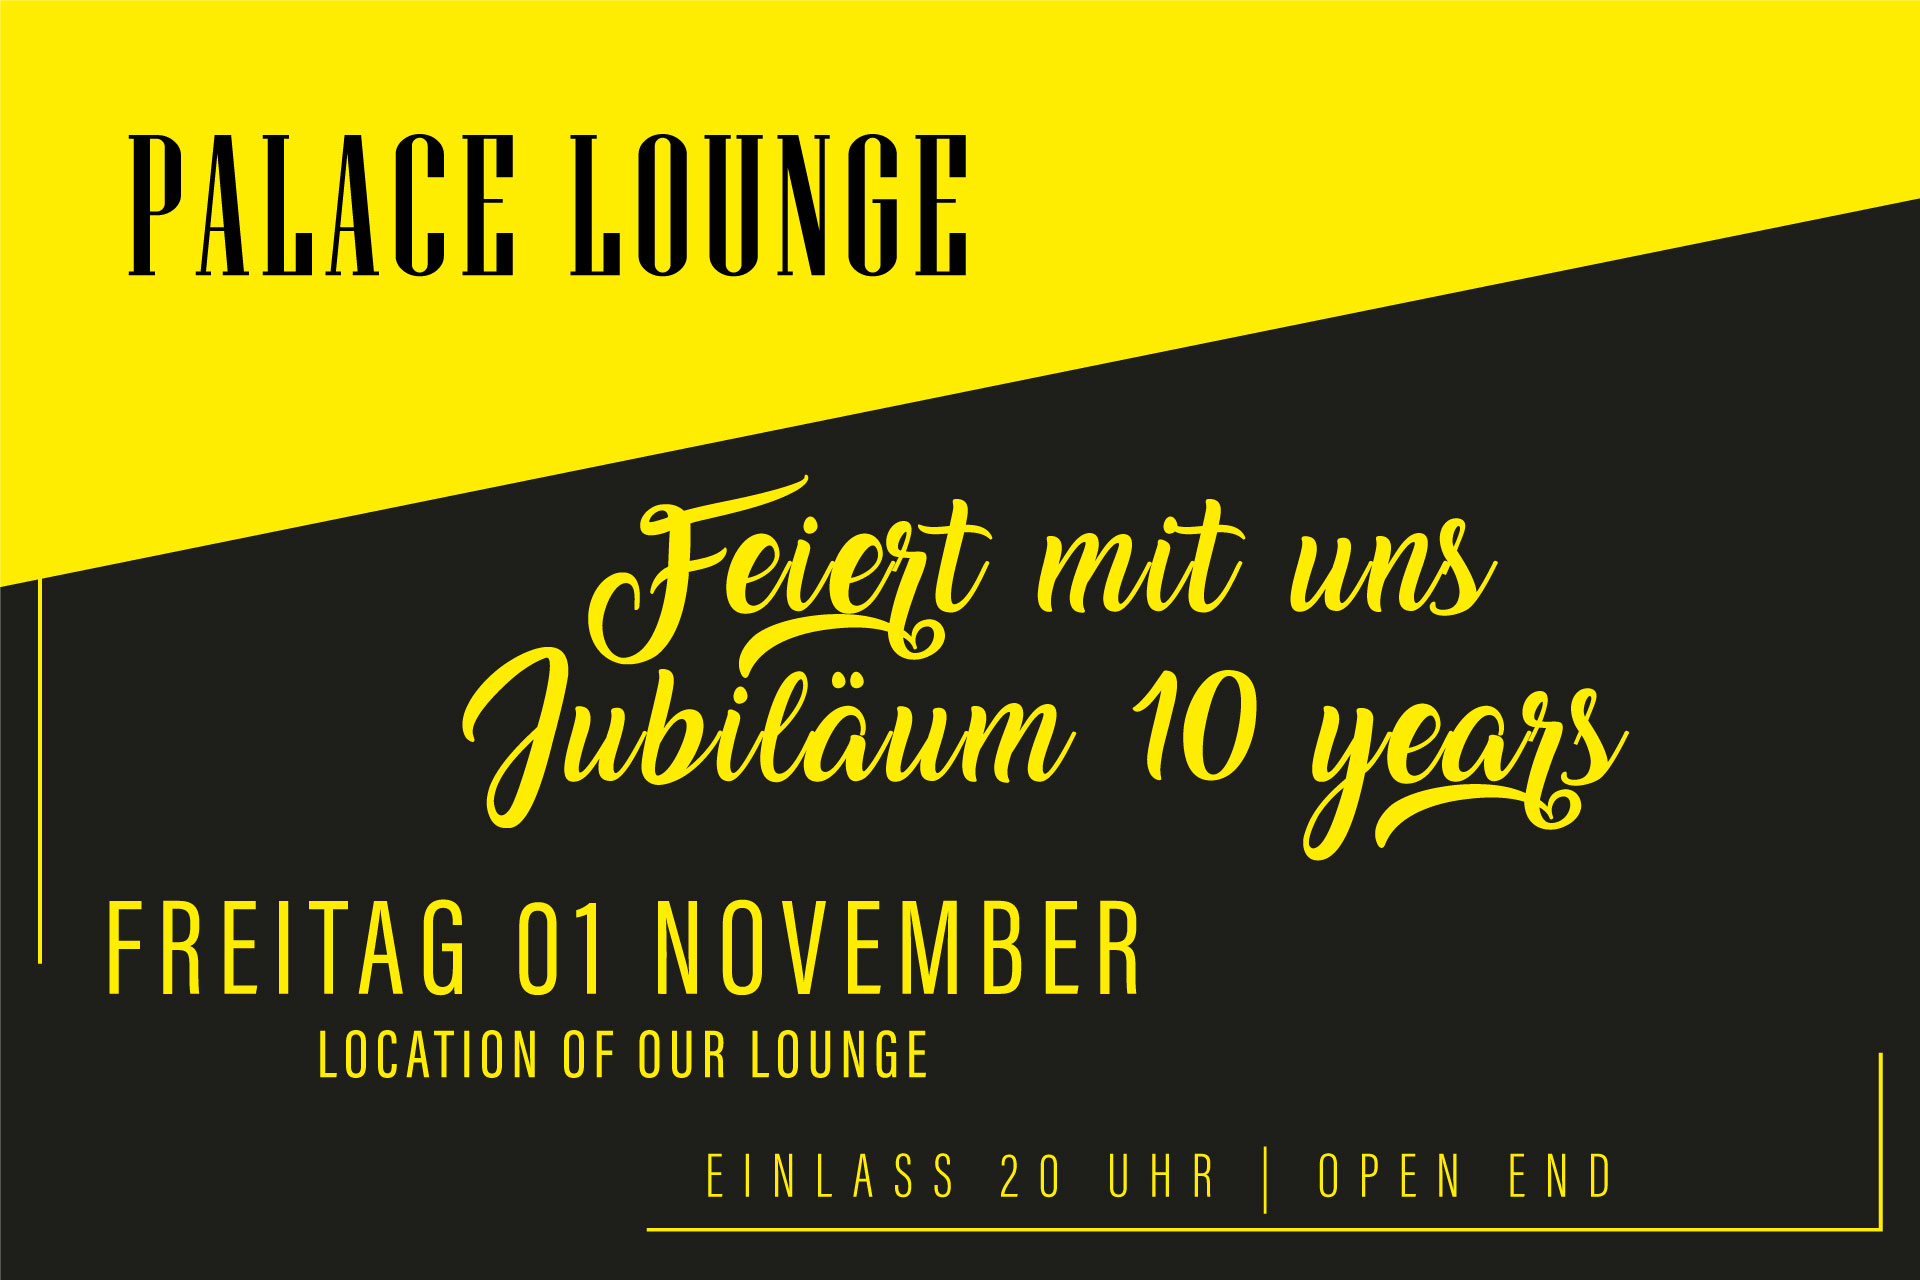 PALACE LOUNGE
Feiert mit uns
Jubiläum 10 years
FREITAG 01 NOVEMBER
LOCATION OF OUR LOUNGE
EINLASS 20 UHR | OPEN END